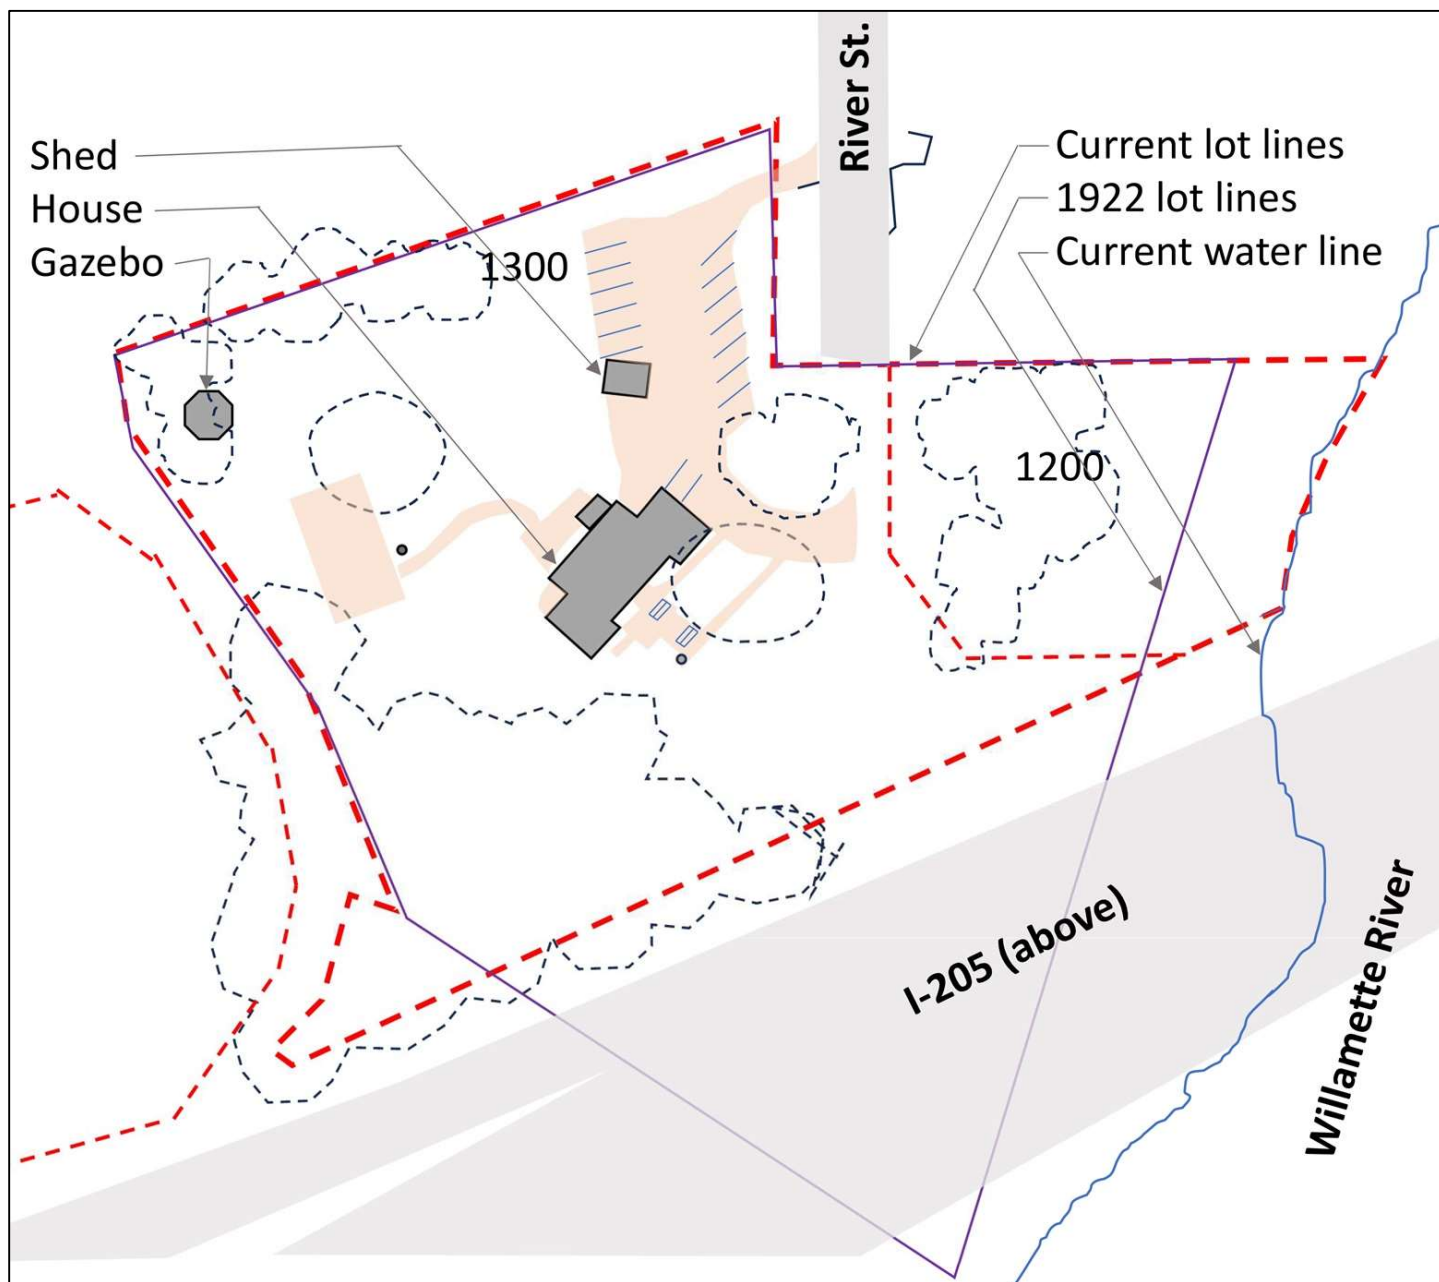 River St.
Shed
House
Gazebo
Current lot lines
1922 lot lines
Current water line
1300
1200
I-205 (above)
Willamette River